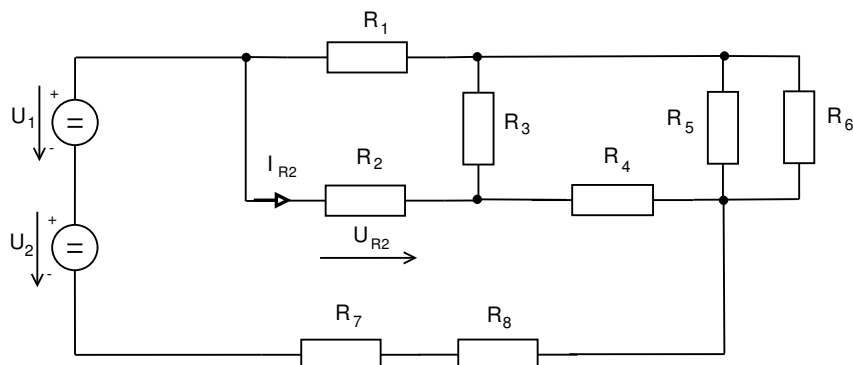 R1
+
U1
=
-
R3
R5
R6
IR2
R2
R4
+
U2
=
-
UR2
R7
R8